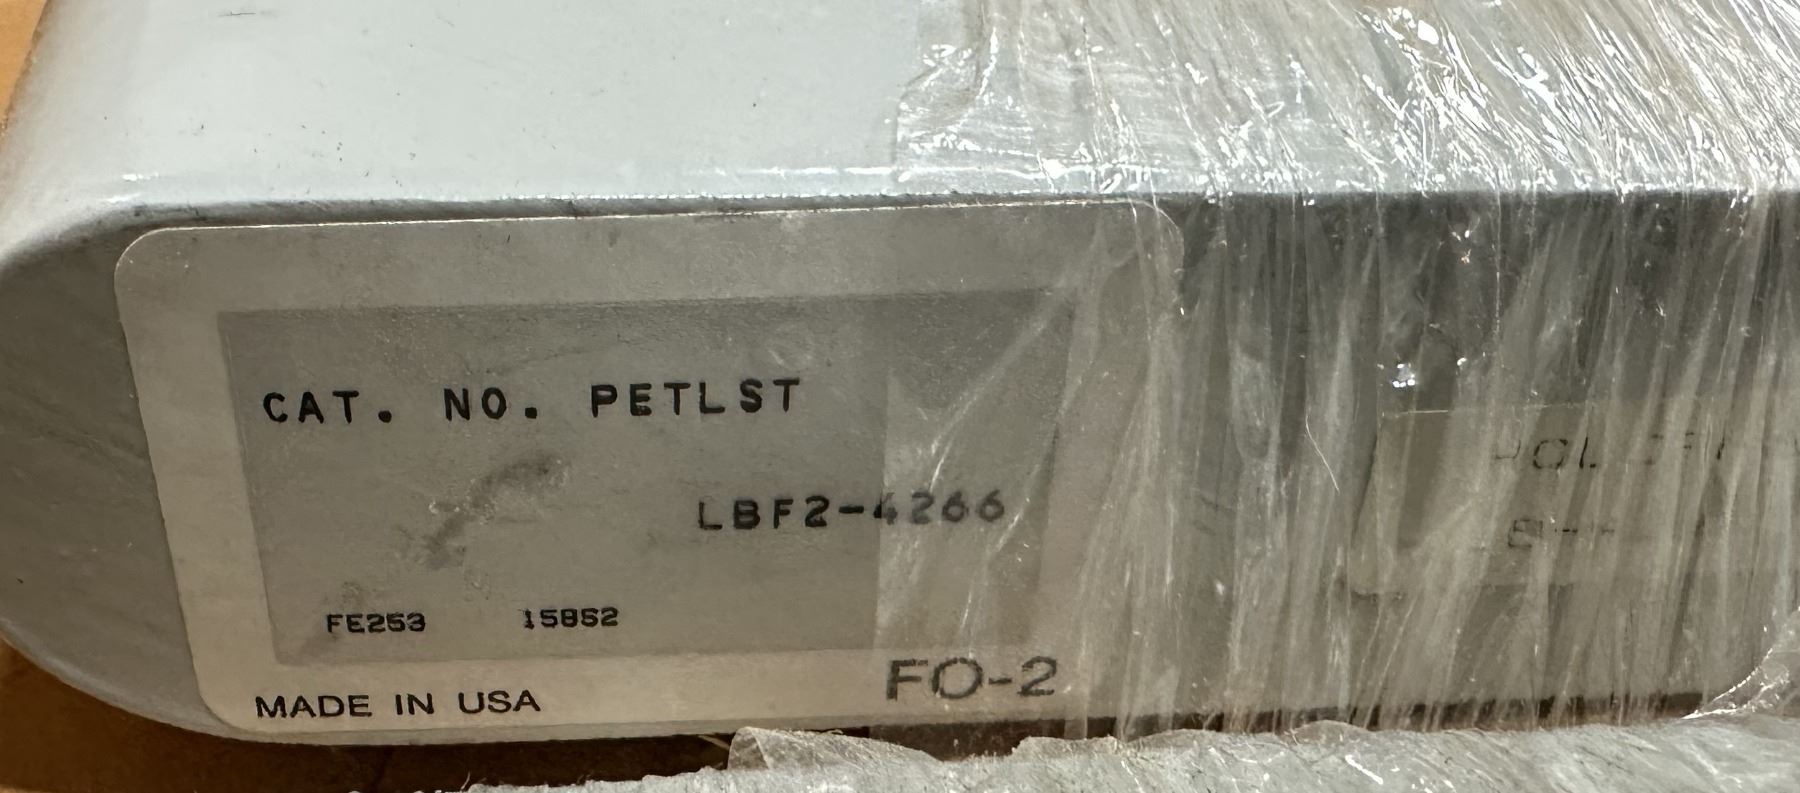 CAT. NO. PETLST
LBF2-4266
FE253 15852
MADE IN USA
FO-2